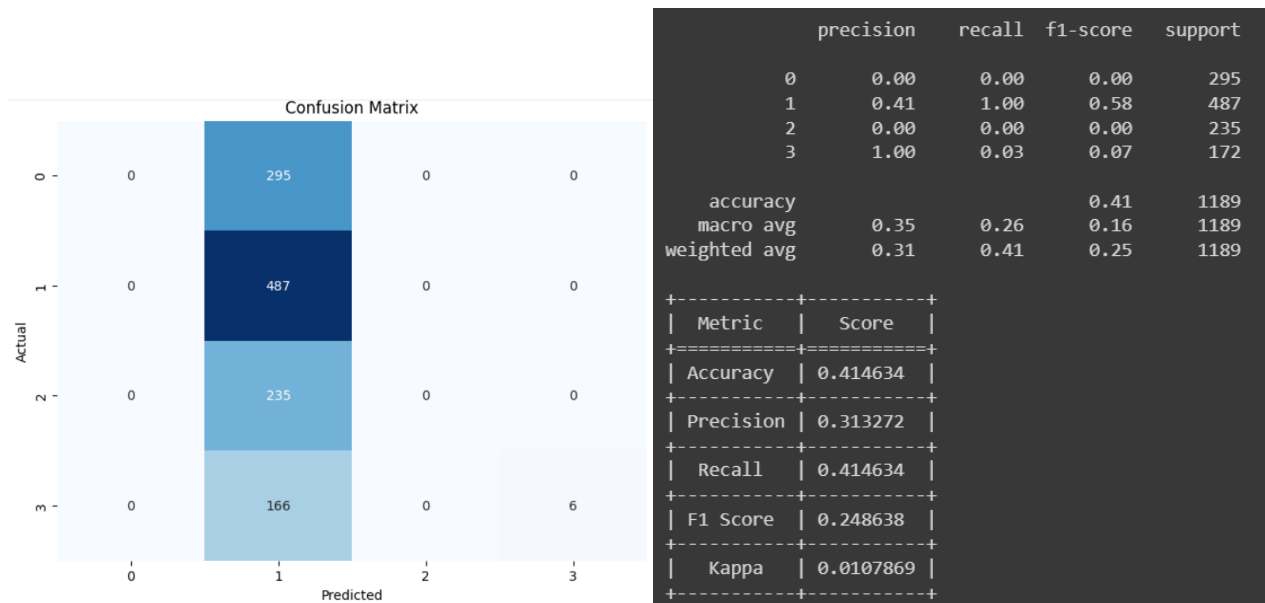 Confusion Matrix
0 0 295 0 0
1 0 487 0 0
2 0 235 0 0
3 0 166 0 6
Actual
0 1 2 3
Predicted
precision recall f1-score support
0 0.00 0.00 0.00 295
1 0.41 1.00 0.58 487
2 0.00 0.00 0.00 235
3 1.00 0.03 0.07 172
accuracy 0.41 1189
macro avg 0.35 0.26 0.16 1189
weighted avg 0.31 0.41 0.25 1189
+-----------+-----------+
| Metric | Score |
+===========+===========+
| Accuracy | 0.414634 |
+-----------+-----------+
| Precision | 0.313272 |
+-----------+-----------+
| Recall | 0.414634 |
+-----------+-----------+
| F1 Score | 0.248638 |
+-----------+-----------+
| Kappa | 0.0107869 |
+-----------+-----------+